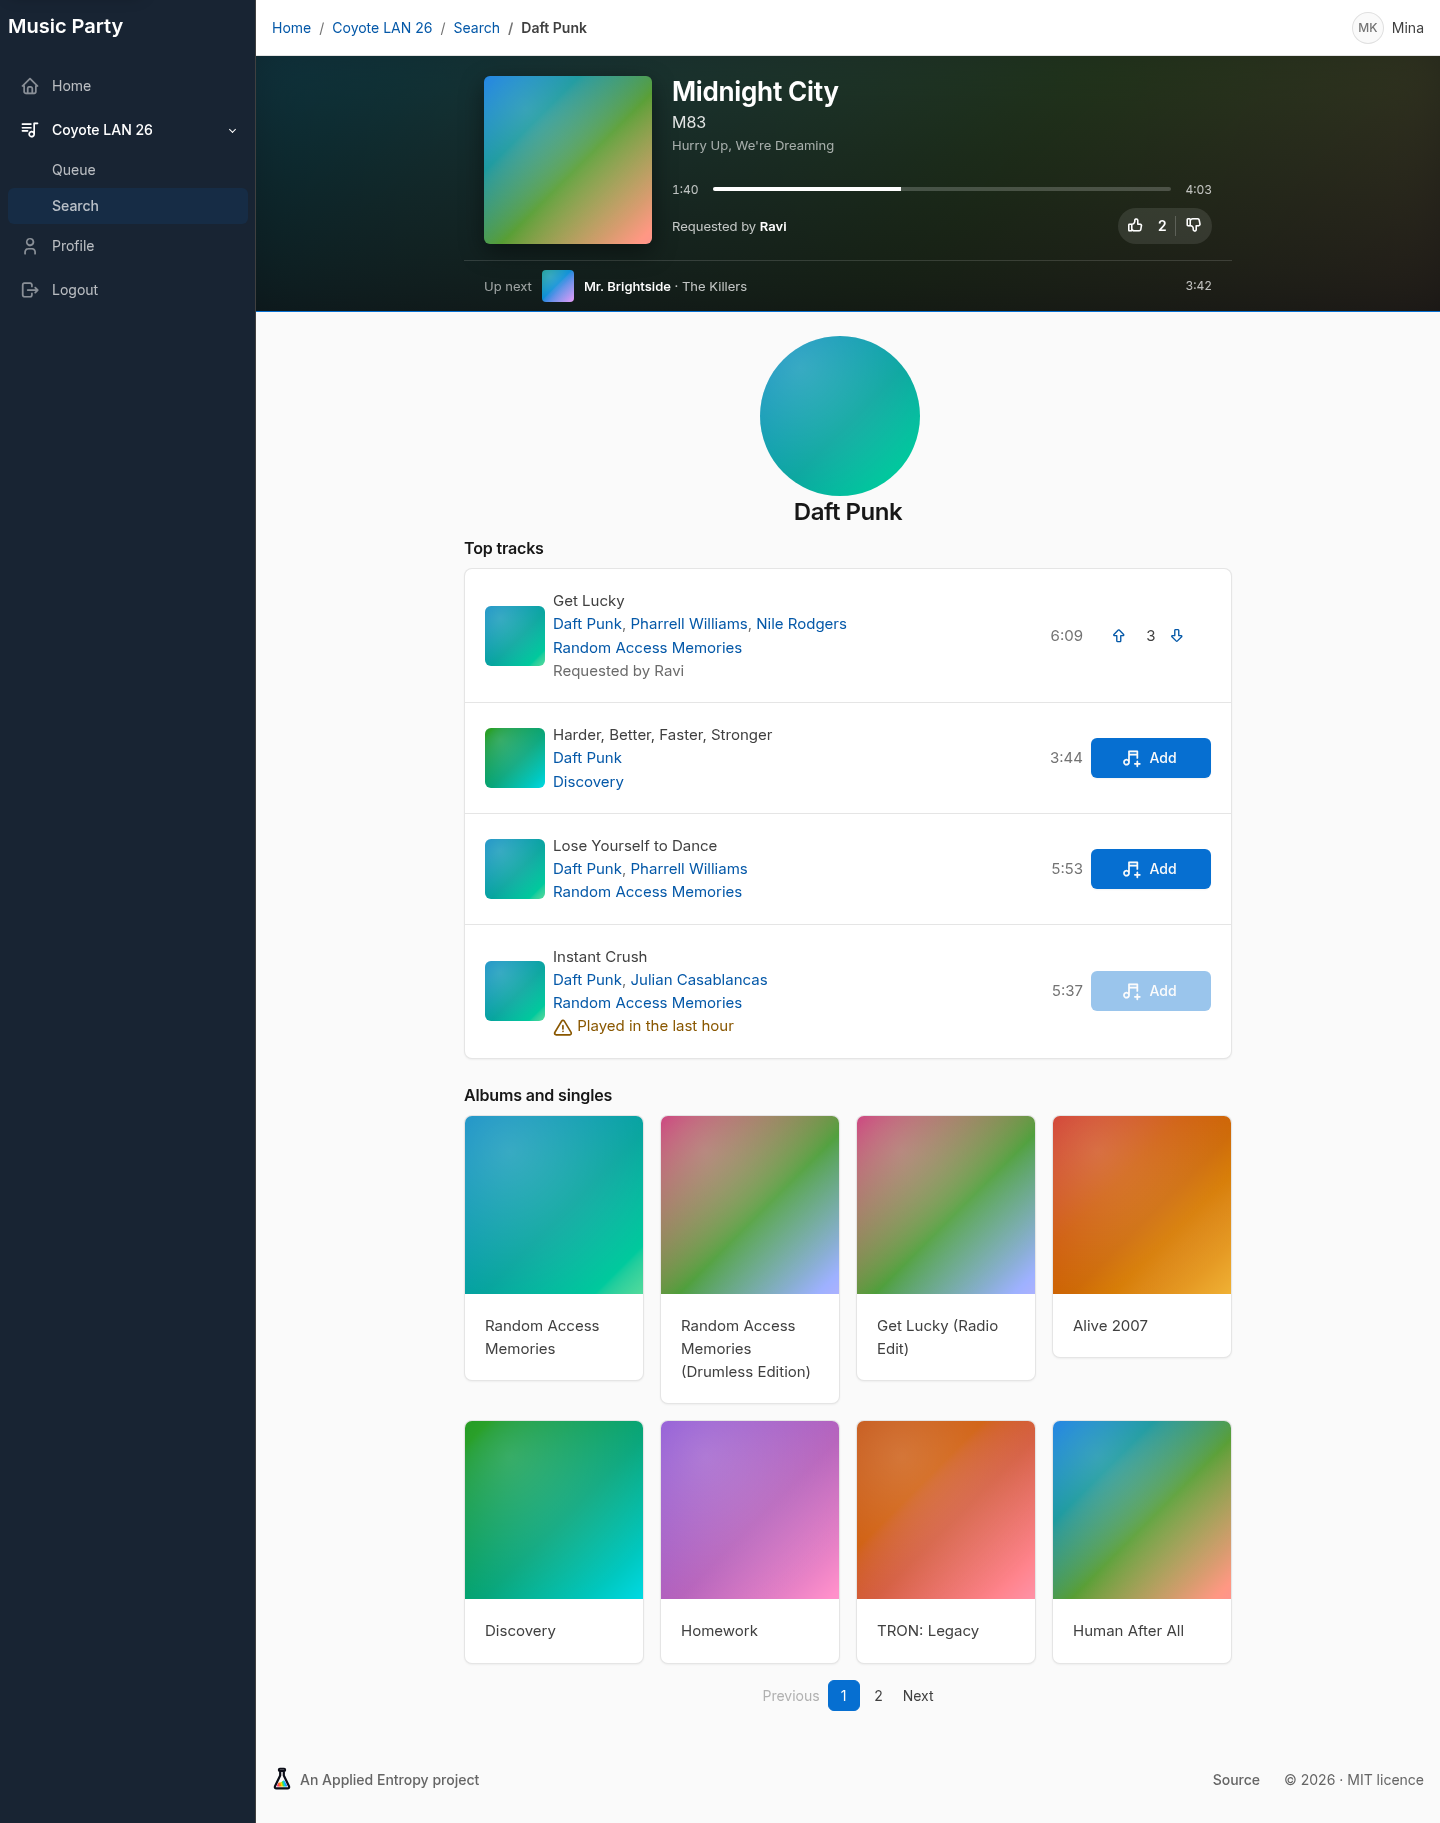 Music Party
Home
Coyote LAN 26
Queue
Search
Profile
Logout
Home / Coyote LAN 26 / Search / Daft Punk
MK Mina
Midnight City
M83
Hurry Up, We're Dreaming
1:40 4:03
Requested by Ravi
2
Up next Mr. Brightside · The Killers 3:42
Daft Punk
Top tracks
Get Lucky
Daft Punk, Pharrell Williams, Nile Rodgers
Random Access Memories
Requested by Ravi
6:09 3
Harder, Better, Faster, Stronger
Daft Punk
Discovery
3:44 Add
Lose Yourself to Dance
Daft Punk, Pharrell Williams
Random Access Memories
5:53 Add
Instant Crush
Daft Punk, Julian Casablancas
Random Access Memories
Played in the last hour
5:37 Add
Albums and singles
Random Access
Memories
Random Access
Memories
(Drumless Edition)
Get Lucky (Radio
Edit)
Alive 2007
Discovery
Homework
TRON: Legacy
Human After All
Previous 1 2 Next
An Applied Entropy project
Source © 2026 · MIT licence